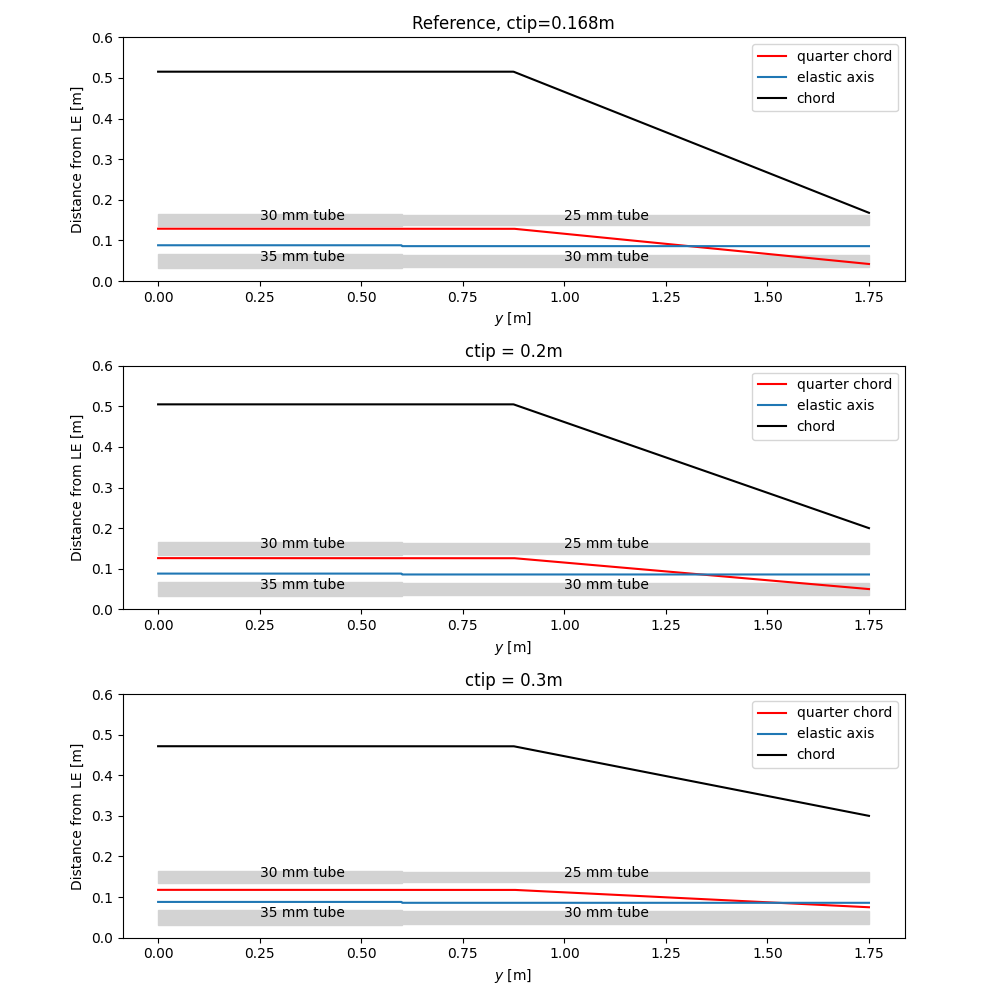 Reference, ctip=0.168m
0.6
0.5
0.4
0.3
0.2
0.1
0.0
Distance from LE [m]
quarter chord
elastic axis
chord
30 mm tube
25 mm tube
35 mm tube
30 mm tube
0.00 0.25 0.50 0.75 1.00 1.25 1.50 1.75
y [m]
ctip = 0.2m
0.6
0.5
0.4
0.3
0.2
0.1
0.0
Distance from LE [m]
quarter chord
elastic axis
chord
30 mm tube
25 mm tube
35 mm tube
30 mm tube
0.00 0.25 0.50 0.75 1.00 1.25 1.50 1.75
y [m]
ctip = 0.3m
0.6
0.5
0.4
0.3
0.2
0.1
0.0
Distance from LE [m]
quarter chord
elastic axis
chord
30 mm tube
25 mm tube
35 mm tube
30 mm tube
0.00 0.25 0.50 0.75 1.00 1.25 1.50 1.75
y [m]